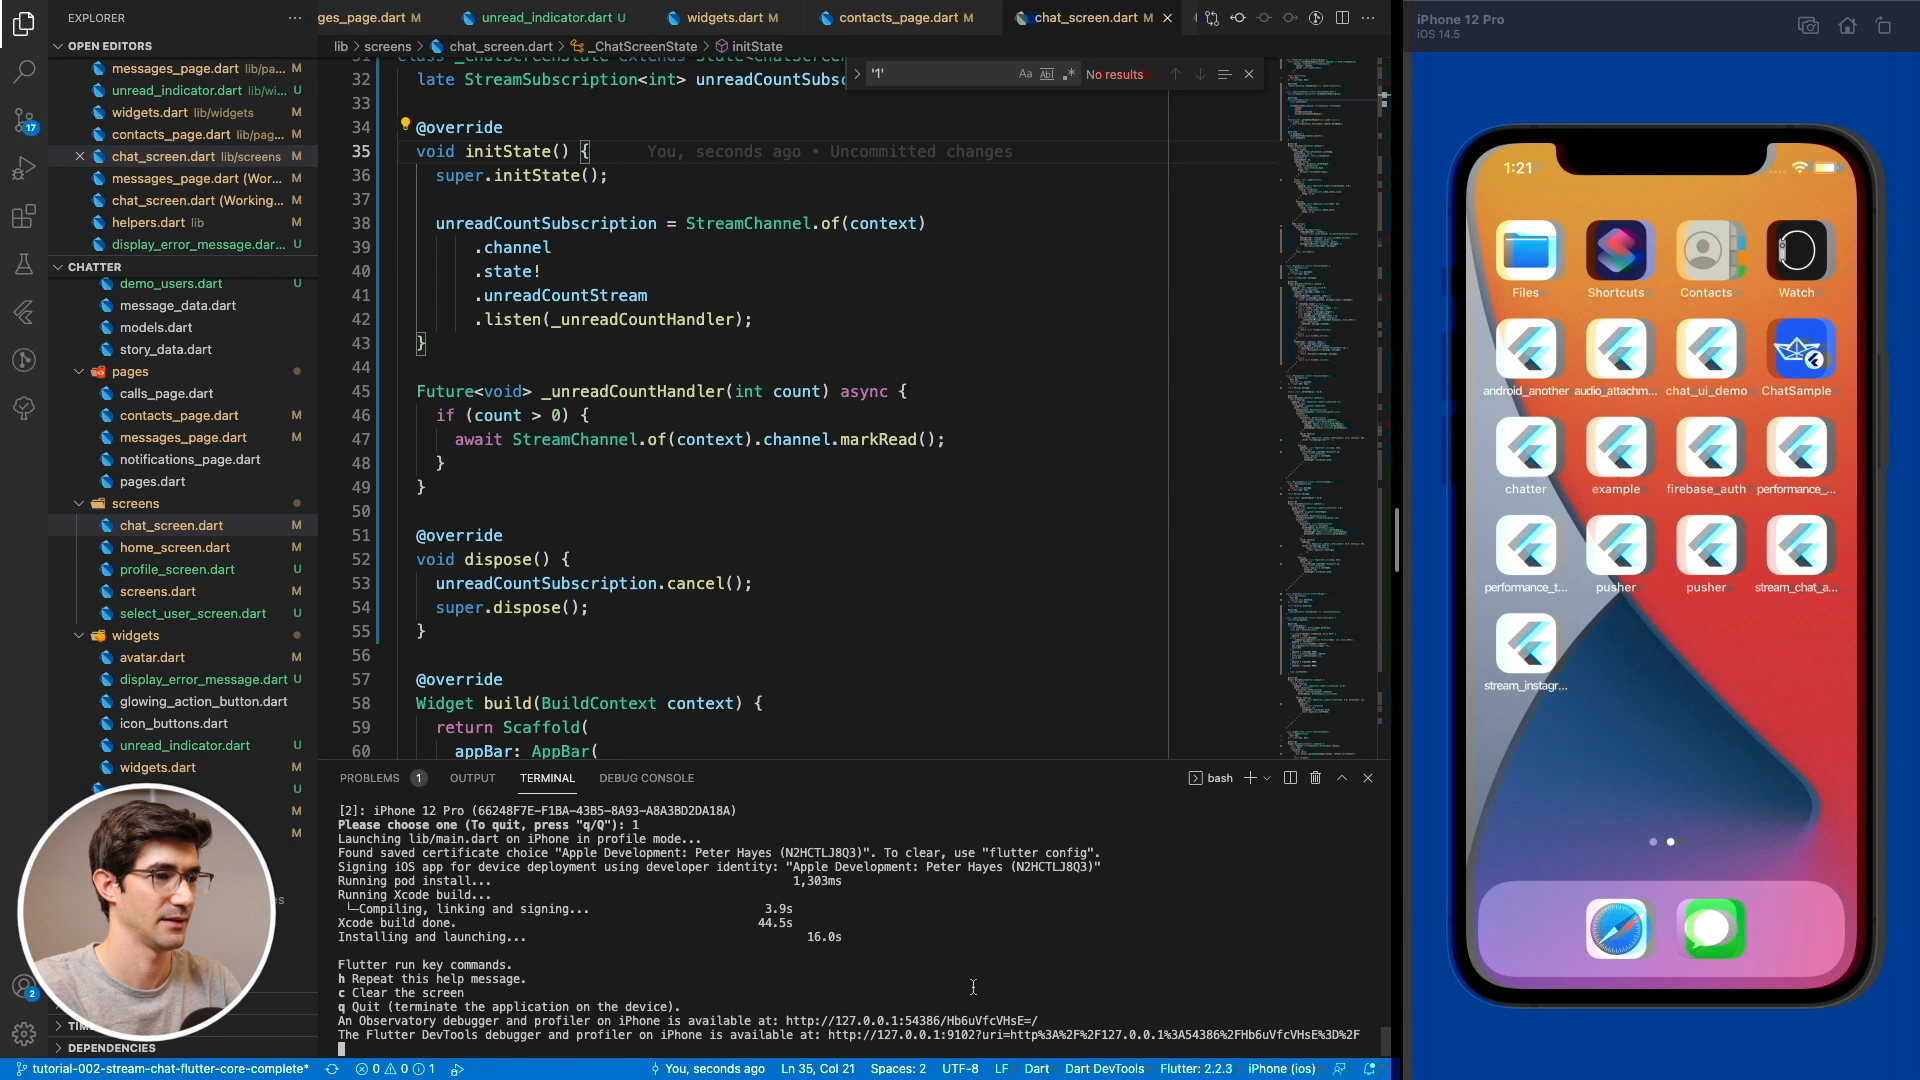 EXPLORER
OPEN EDITORS
messages_page.dart lib/pa... M
unread_indicator.dart lib/wi... U
widgets.dart lib/widgets M
contacts_page.dart lib/pag... M
chat_screen.dart lib/screens M
messages_page.dart (Wor... M
chat_screen.dart (Working... M
helpers.dart lib
display_error_message.dar... U
CHATTER
demo_users.dart U
message_data.dart
models.dart
story_data.dart
pages
calls_page.dart
contacts_page.dart M
messages_page.dart M
notifications_page.dart
pages.dart
screens
chat_screen.dart M
home_screen.dart M
profile_screen.dart U
screens.dart M
select_user_screen.dart U
widgets
avatar.dart M
display_error_message.dart U
glowing_action_button.dart
icon_buttons.dart
unread_indicator.dart U
widgets.dart M
U
M
M
DEPENDENCIES
17
2
ges_page.dart M
unread_indicator.dart U
widgets.dart M
contacts_page.dart M
chat_screen.dart M
lib > screens > chat_screen.dart > _ChatScreenState > initState
'1'
Aa
No results
32 late StreamSubscription<int> unreadCountSubsc
33
34 @override
35 void initState() { You, seconds ago • Uncommitted changes
36 super.initState();
37
38 unreadCountSubscription = StreamChannel.of(context)
39 .channel
40 .state!
41 .unreadCountStream
42 .listen(_unreadCountHandler);
43 }
44
45 Future<void> _unreadCountHandler(int count) async {
46 if (count > 0) {
47 await StreamChannel.of(context).channel.markRead();
48 }
49 }
50
51 @override
52 void dispose() {
53 unreadCountSubscription.cancel();
54 super.dispose();
55 }
56
57 @override
58 Widget build(BuildContext context) {
59 return Scaffold(
60 appBar: AppBar(
PROBLEMS 1 OUTPUT TERMINAL DEBUG CONSOLE bash
[2]: iPhone 12 Pro (66248F7E-F1BA-43B5-8A93-A8A3BD2DA18A)
Please choose one (To quit, press "q/Q"): 1
Launching lib/main.dart on iPhone in profile mode...
Found saved certificate choice "Apple Development: Peter Hayes (N2HCTLJ8Q3)". To clear, use "flutter config".
Signing iOS app for device deployment using developer identity: "Apple Development: Peter Hayes (N2HCTLJ8Q3)"
Running pod install... 1,303ms
Running Xcode build...
└─Compiling, linking and signing... 3.9s
Xcode build done. 44.5s
Installing and launching... 16.0s
Flutter run key commands.
h Repeat this help message.
c Clear the screen
q Quit (terminate the application on the device).
An Observatory debugger and profiler on iPhone is available at: http://127.0.0.1:54386/Hb6uVfcVHsE=/
The Flutter DevTools debugger and profiler on iPhone is available at: http://127.0.0.1:9102?uri=http%3A%2F%2F127.0.0.1%3A54386%2FHb6uVfcVHsE%3D%2F
tutorial-002-stream-chat-flutter-core-complete* 0 0 1 You, seconds ago Ln 35, Col 21 Spaces: 2 UTF-8 LF Dart Dart DevTools Flutter: 2.2.3 iPhone (ios)
iPhone 12 Pro
iOS 14.5
1:21
Files Shortcuts Contacts Watch
android_another audio_attachm... chat_ui_demo ChatSample
chatter example firebase_auth performance_...
performance_t... pusher pusher stream_chat_a...
stream_instagr...